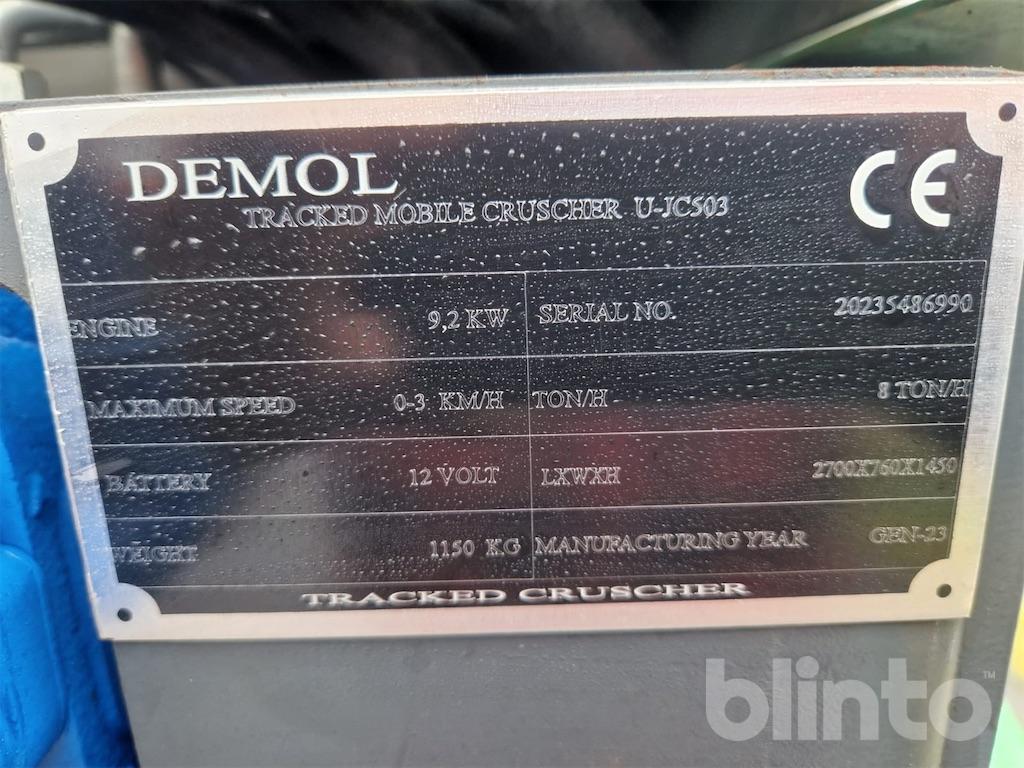 DEMOL
TRACKED MOBILE CRUSCHER U-JC503
CE
ENGINE 9,2 KW SERIAL NO. 20235486990
MAXIMUM SPEED 0-3 KM/H TON/H 8 TON/H
BATTERY 12 VOLT LXWXH 2700X760X1450
WEIGHT 1150 KG MANUFACTURING YEAR GEN-23
TRACKED CRUSCHER
blinto™